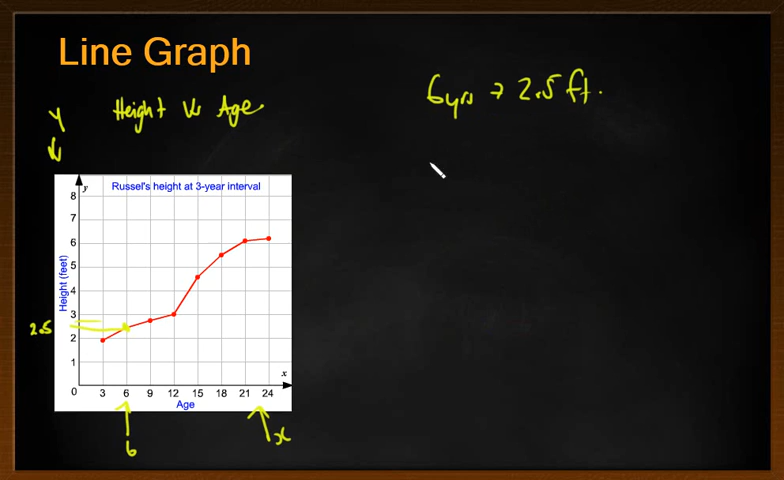 Line Graph
6yrs → 2.5 ft.
Height Vs Age
y
Russel's height at 3-year interval
y
8
7
6
5
4
3
2
1
0
Height (feet)
2.5
3 6 9 12 15 18 21 24
x
Age
6
x